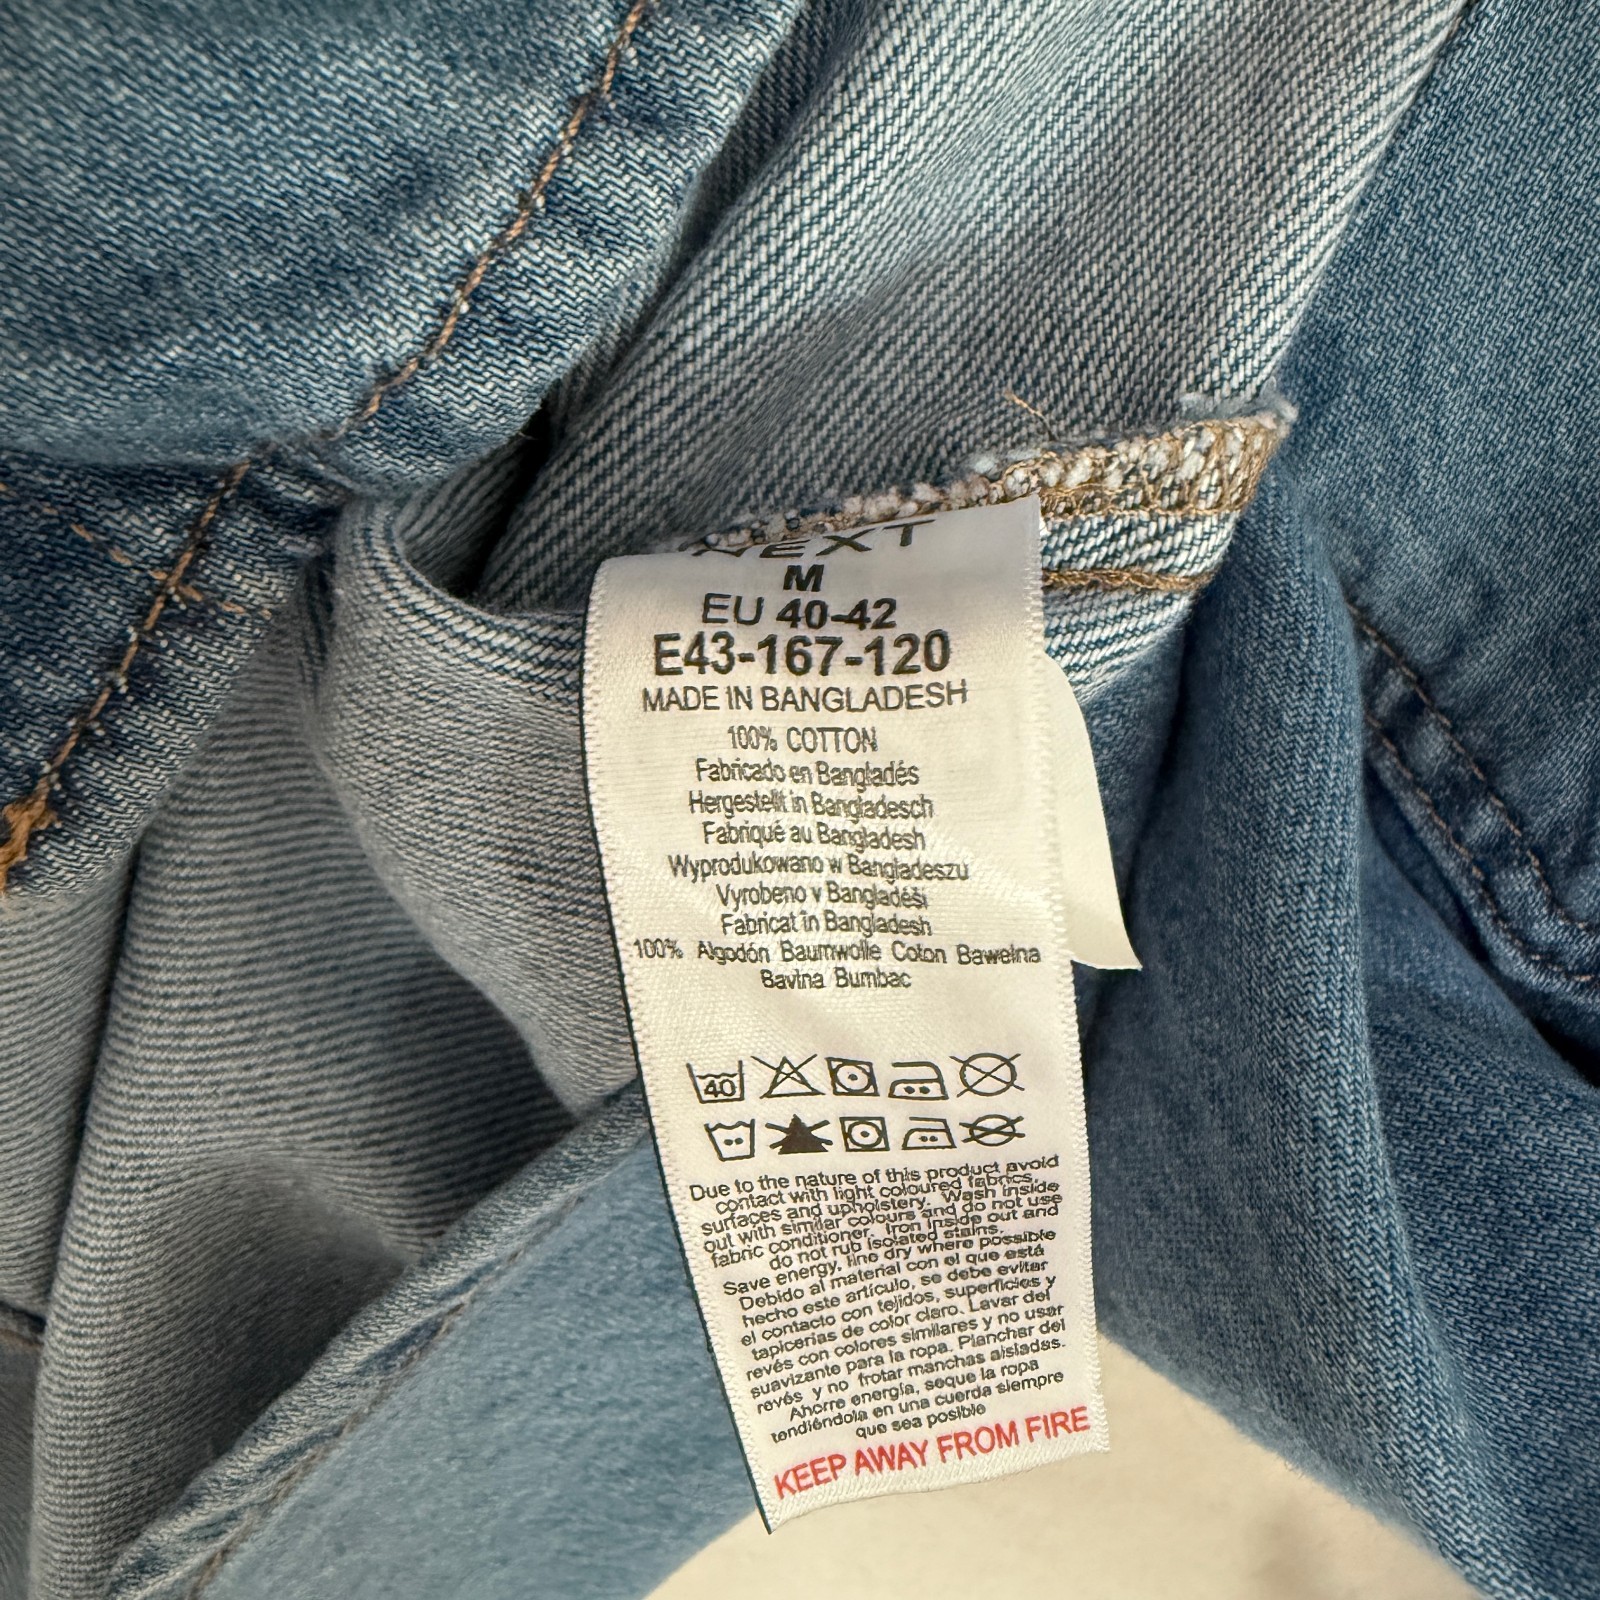 NEXT
M
EU 40-42
E43-167-120
MADE IN BANGLADESH
100% COTTON
Fabricado en Bangladés
Hergestellt in Bangladesch
Fabriqué au Bangladesh
Wyprodukowano w Bangladeszu
Vyrobeno v Bangladéši
Fabricat în Bangladesh
100% Algodón Baumwolle Coton Bawełna
Bavlna Bumbac
40
Due to the nature of this product avoid
contact with light coloured fabrics,
surfaces and upholstery. Wash inside
out with similar colours and do not use
fabric conditioner. Iron inside out and
do not rub isolated stains.
Save energy, line dry where possible
Debido al material con el que está
hecho este artículo, se debe evitar
el contacto con tejidos, superficies y
tapicerías de color claro. Lavar del
revés con colores similares y no usar
suavizante para la ropa. Planchar del
revés y no frotar manchas aisladas.
Ahorre energía, seque la ropa
tendiéndola en una cuerda siempre
que sea posible
KEEP AWAY FROM FIRE